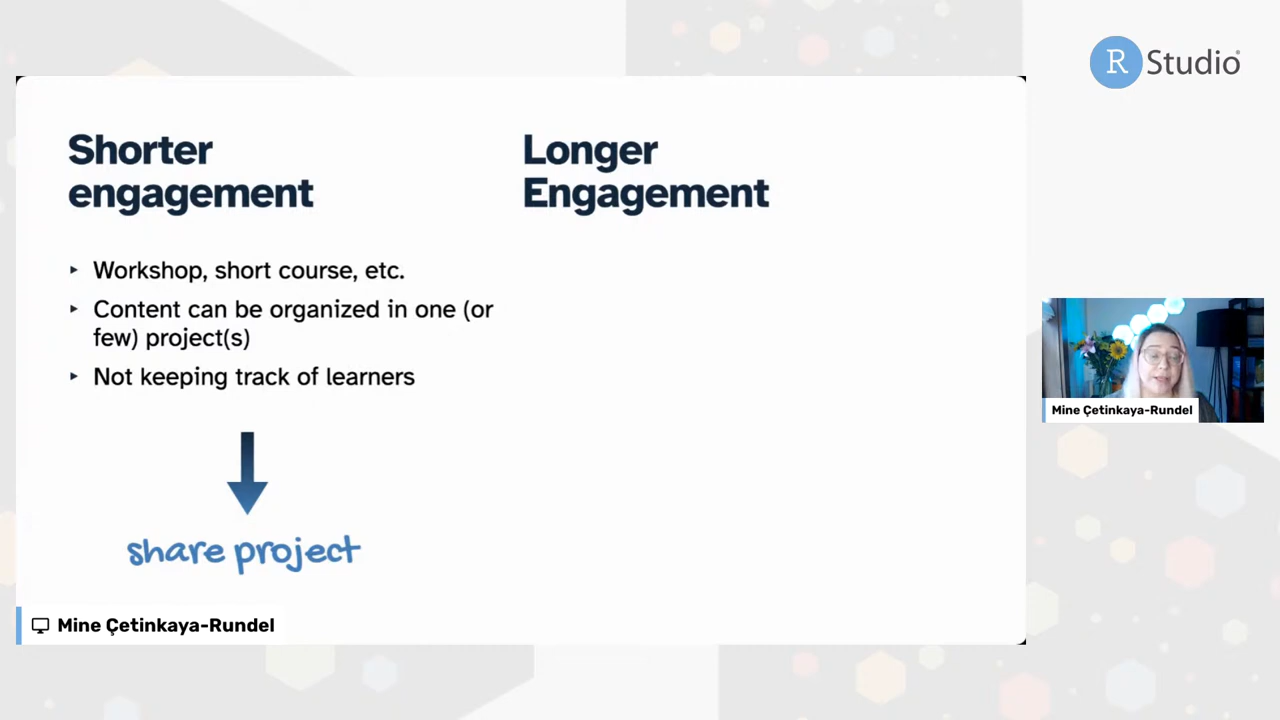 R Studio
Shorter
engagement
Workshop, short course, etc.
Content can be organized in one (or
few) project(s)
Not keeping track of learners
share project
Longer
Engagement
Mine Çetinkaya-Rundel
Mine Çetinkaya-Rundel